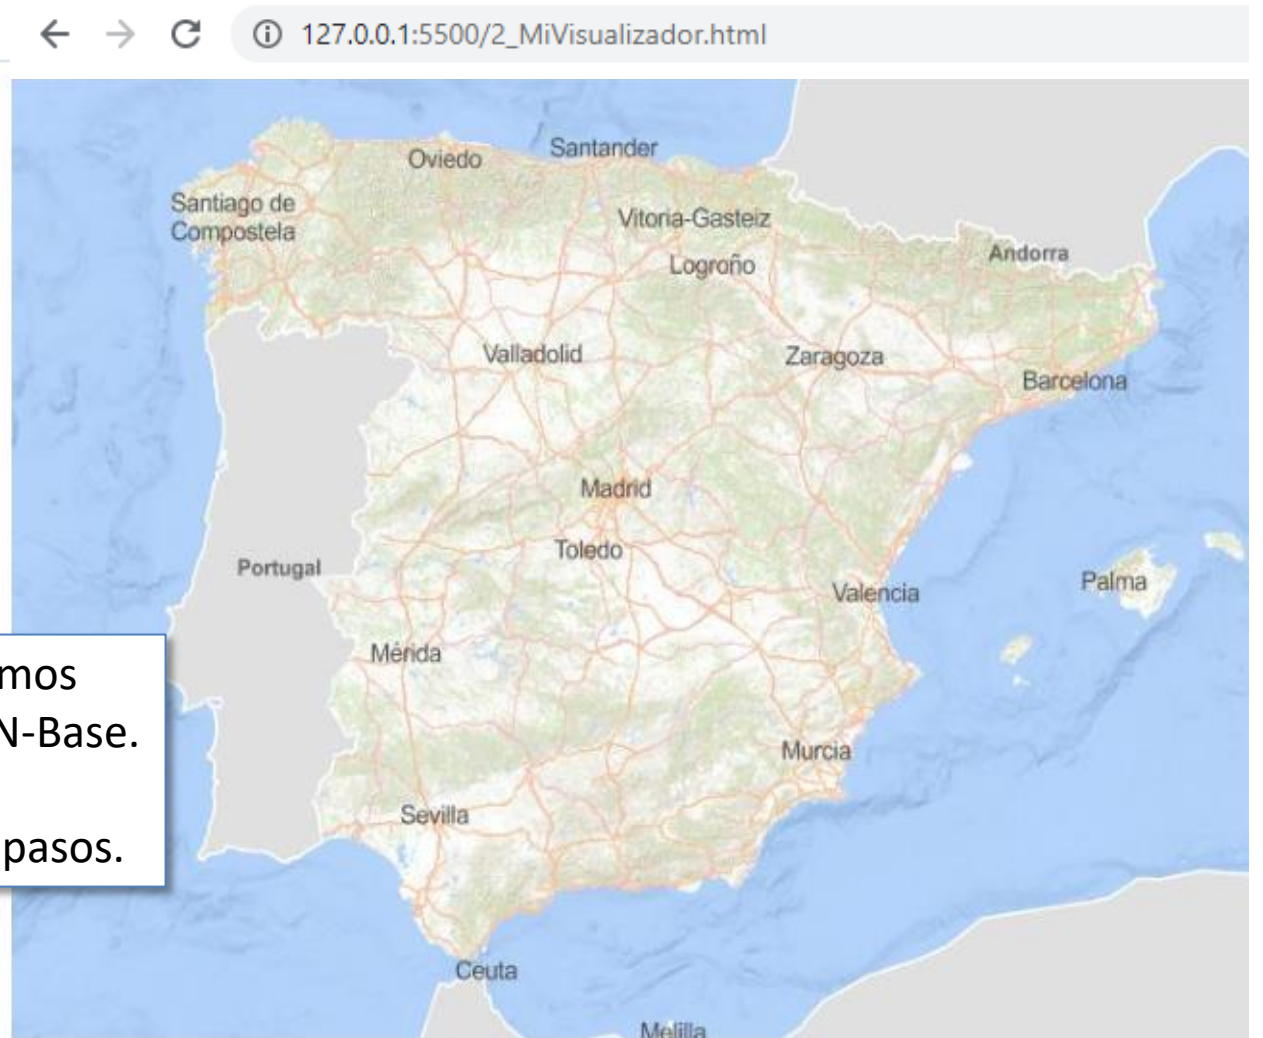 127.0.0.1:5500/2_MiVisualizador.html
Santander
Oviedo
Santiago de
Compostela
Vitoria-Gasteiz
Logroño
Andorra
Valladolid
Zaragoza
Barcelona
Madrid
Toledo
Portugal
Palma
Valencia
Mérida
mos
N-Base.
pasos.
Murcia
Sevilla
Ceuta
Melilla